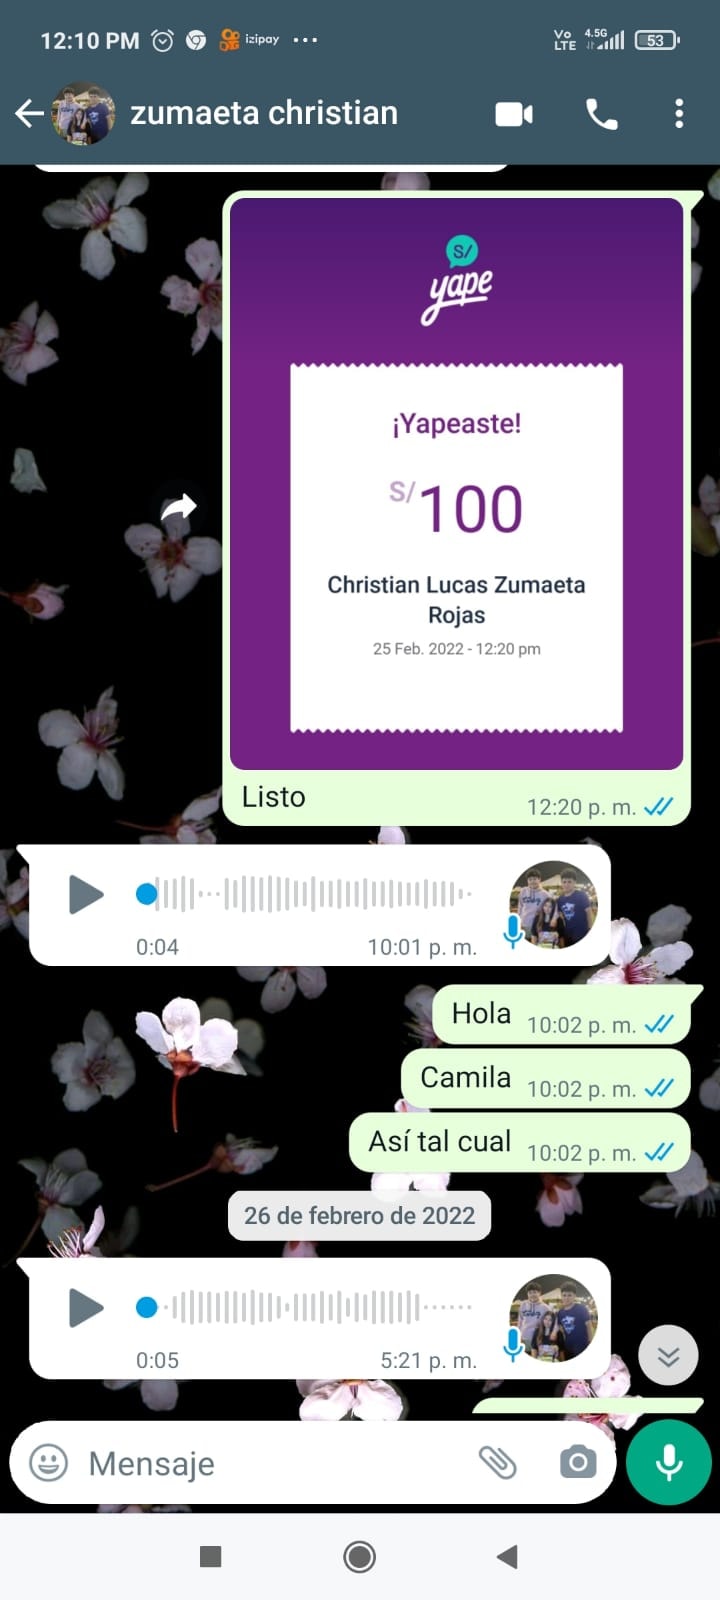 12:10 PM izipay Vo LTE 4.5G 53
zumaeta christian
S/
yape
¡Yapeaste!
S/100
Christian Lucas Zumaeta
Rojas
25 Feb. 2022 - 12:20 pm
Listo 12:20 p. m.
0:04 10:01 p. m.
Hola 10:02 p. m.
Camila 10:02 p. m.
Así tal cual 10:02 p. m.
26 de febrero de 2022
0:05 5:21 p. m.
Mensaje